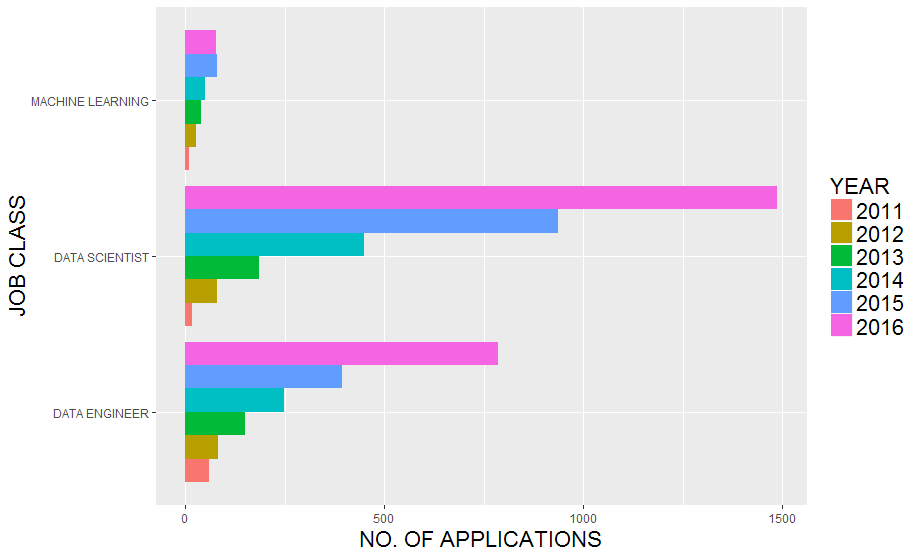 MACHINE LEARNING
DATA SCIENTIST
DATA ENGINEER
JOB CLASS
0 500 1000 1500
NO. OF APPLICATIONS
YEAR
2011
2012
2013
2014
2015
2016